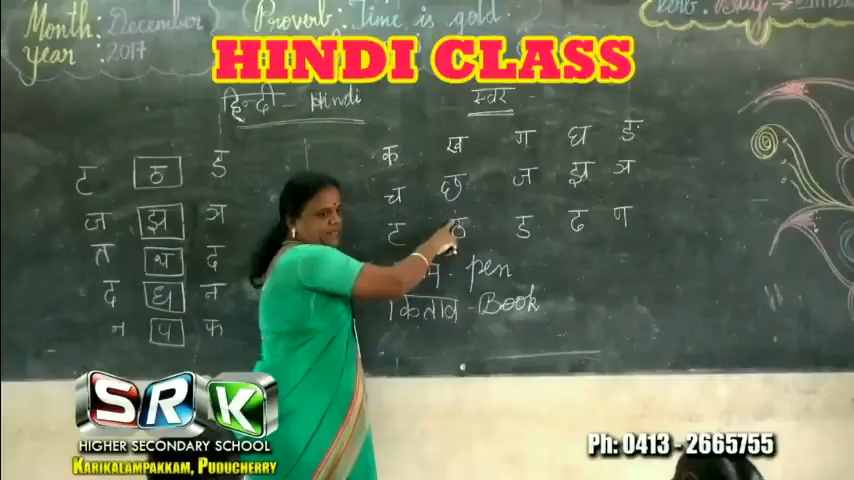 Month: December
Year: 2017
Proverb: Time is gold.
Verb:
HINDI CLASS
हिन्दी - Hindi
स्वर
ट ठ ड
ज झ ञ
त थ द
द ध न
न प फ
क ख ग घ ङ
च छ ज झ ञ
ट ठ ड ढ ण
pen
किताब - Book
SRK
HIGHER SECONDARY SCHOOL
KARIKALAMPAKKAM, PUDUCHERRY
Ph: 0413 - 2665755